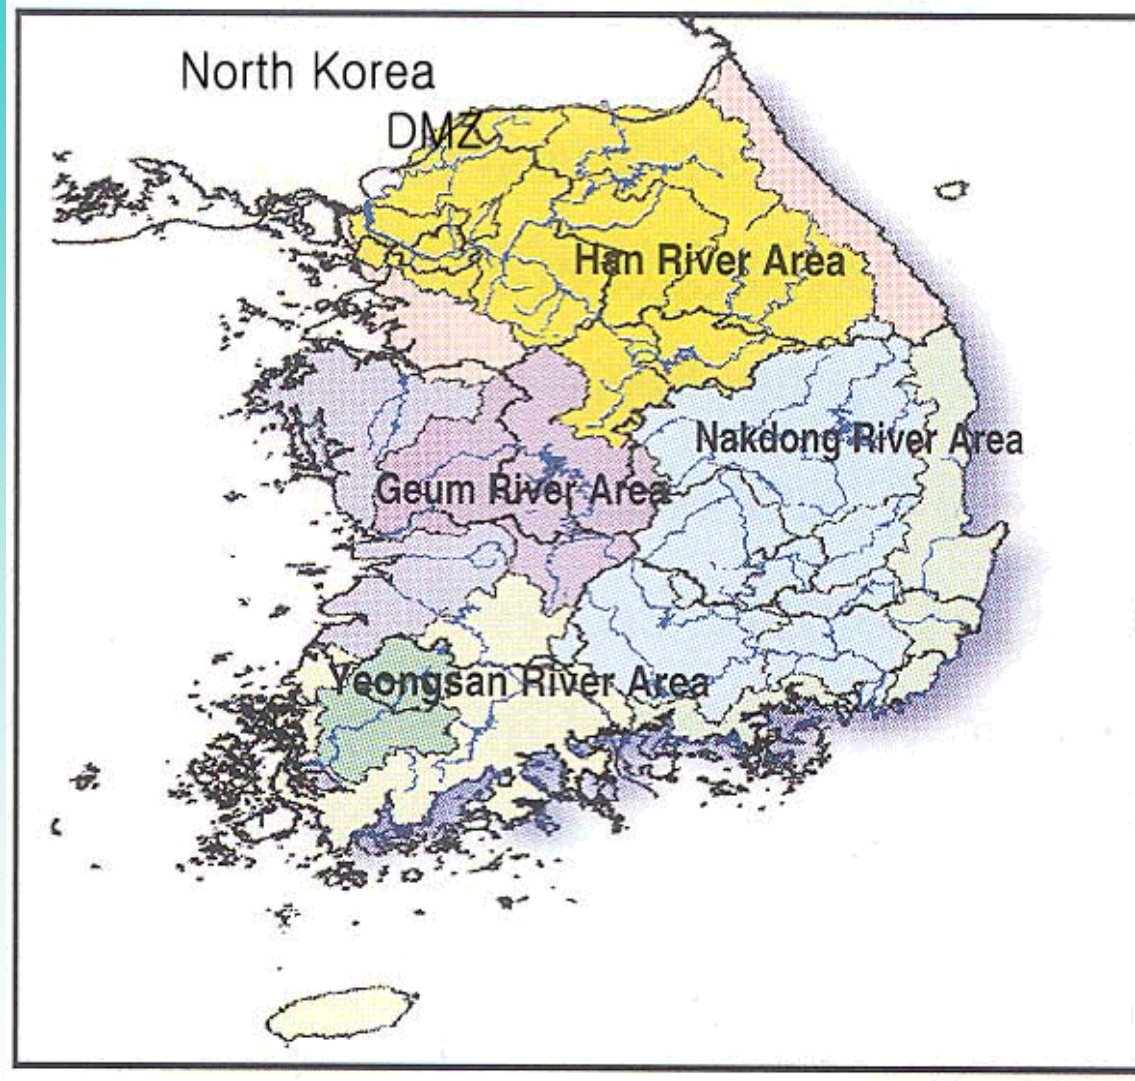 North Korea
DMZ
Han River Area
Nakdong River Area
Geum River Area
Yeongsan River Area